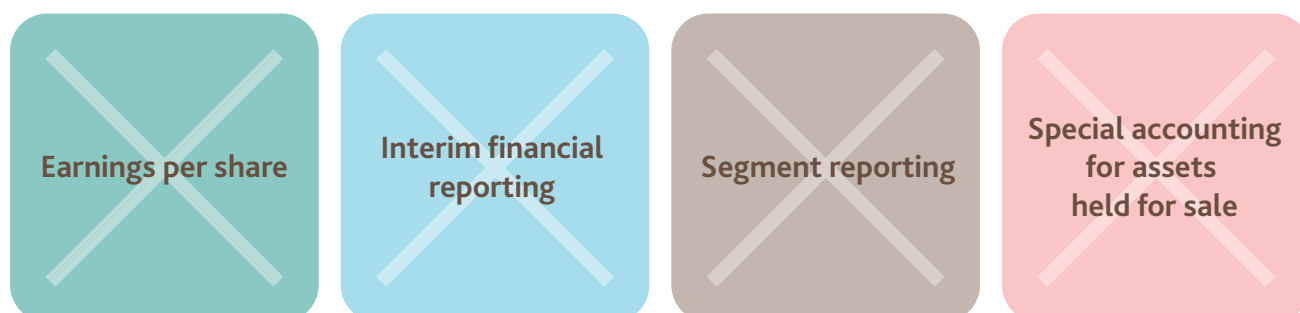 Earnings per share
Interim financial
reporting
Segment reporting
Special accounting
for assets
held for sale